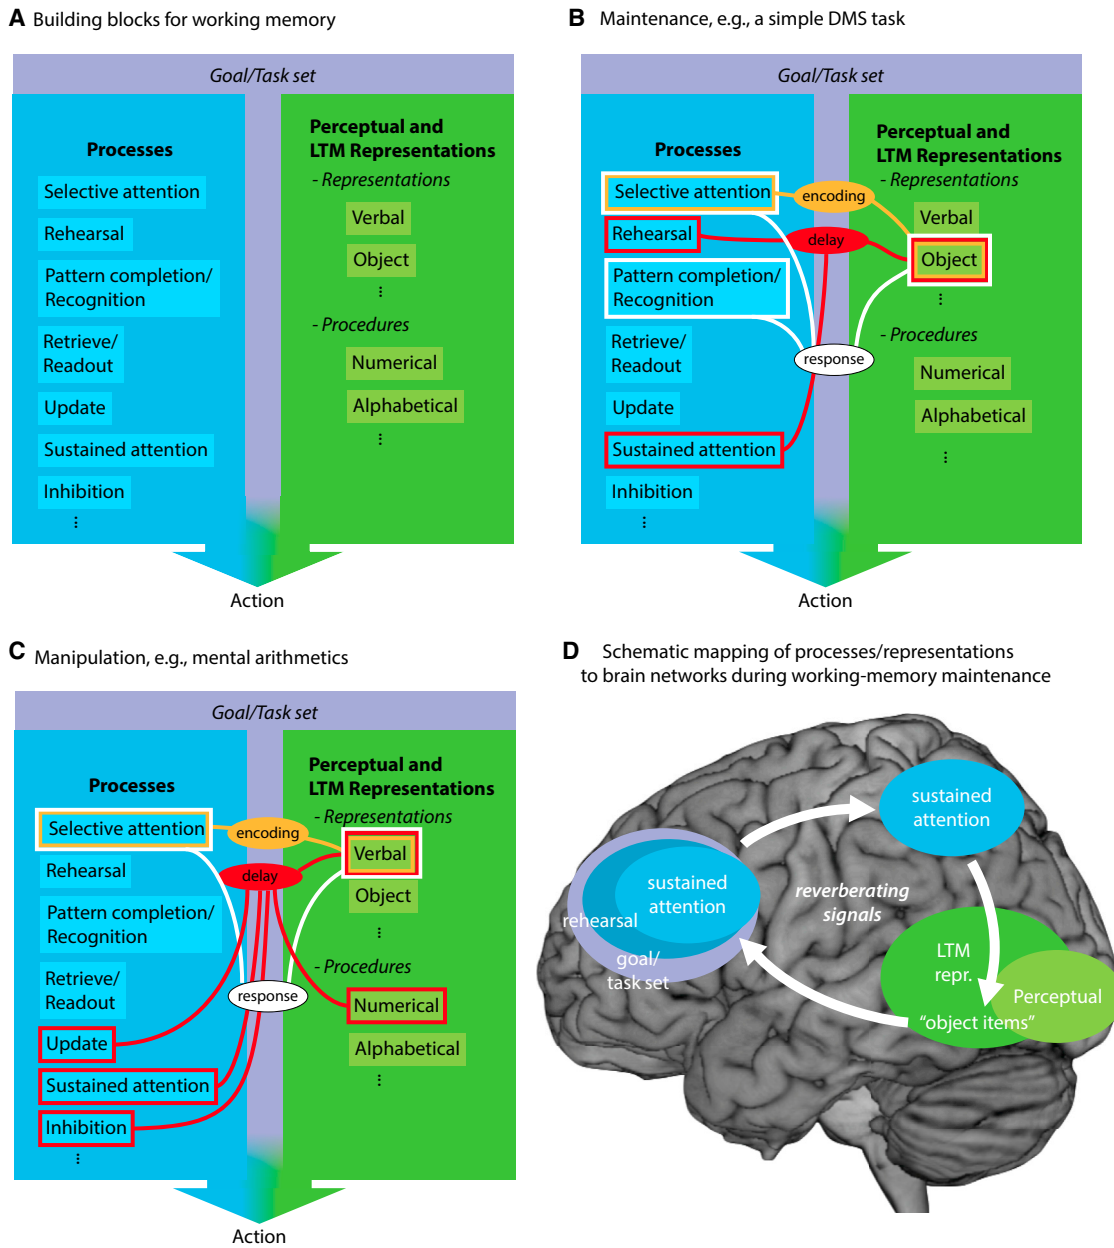 A Building blocks for working memory
Goal/Task set
Processes
Selective attention
Rehearsal
Pattern completion/
Recognition
Retrieve/
Readout
Update
Sustained attention
Inhibition
⋮
Perceptual and
LTM Representations
- Representations
Verbal
Object
⋮
- Procedures
Numerical
Alphabetical
⋮
Action
B Maintenance, e.g., a simple DMS task
Goal/Task set
Processes
Selective attention
Rehearsal
Pattern completion/
Recognition
Retrieve/
Readout
Update
Sustained attention
Inhibition
⋮
encoding
delay
response
Perceptual and
LTM Representations
- Representations
Verbal
Object
⋮
- Procedures
Numerical
Alphabetical
⋮
Action
C Manipulation, e.g., mental arithmetics
Goal/Task set
Processes
Selective attention
Rehearsal
Pattern completion/
Recognition
Retrieve/
Readout
Update
Sustained attention
Inhibition
⋮
encoding
delay
response
Perceptual and
LTM Representations
- Representations
Verbal
Object
⋮
- Procedures
Numerical
Alphabetical
⋮
Action
D Schematic mapping of processes/representations
to brain networks during working-memory maintenance
sustained
attention
sustained
attention
rehearsal
goal/
task set
reverberating
signals
LTM
repr.
Perceptual
“object items”